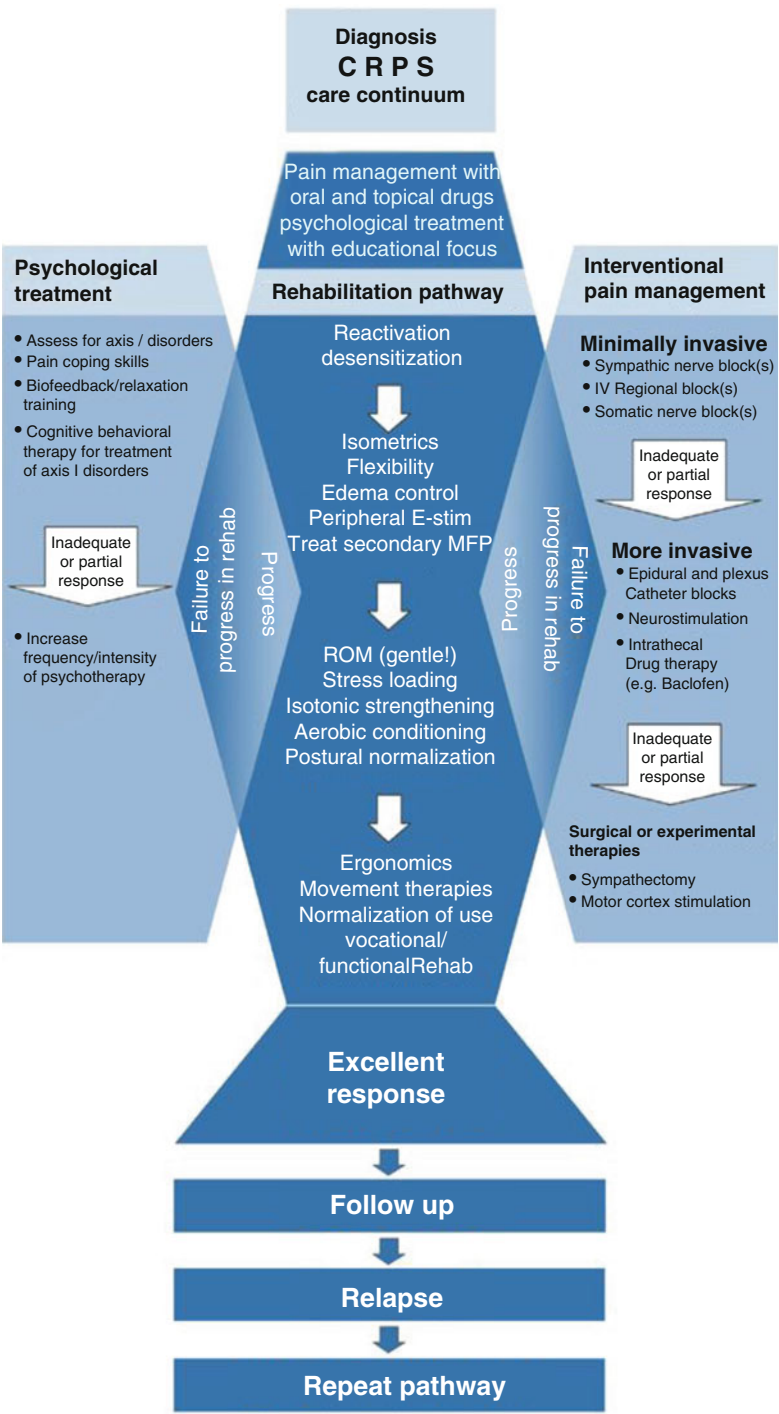 Diagnosis
C R P S
care continuum
Pain management with
oral and topical drugs
psychological treatment
with educational focus
Rehabilitation pathway
Reactivation
desensitization
Isometrics
Flexibility
Edema control
Peripheral E-stim
Treat secondary MFP
ROM (gentle!)
Stress loading
Isotonic strengthening
Aerobic conditioning
Postural normalization
Ergonomics
Movement therapies
Normalization of use
vocational/
functionalRehab
Psychological
treatment
• Assess for axis / disorders
• Pain coping skills
• Biofeedback/relaxation
training
• Cognitive behavioral
therapy for treatment
of axis I disorders
Inadequate
or partial
response
• Increase
frequency/intensity
of psychotherapy
Failure to
progress in rehab
Progress
Progress
Failure to
progress in rehab
Interventional
pain management
Minimally invasive
• Sympathic nerve block(s)
• IV Regional block(s)
• Somatic nerve block(s)
Inadequate
or partial
response
More invasive
• Epidural and plexus
Catheter blocks
• Neurostimulation
• Intrathecal
Drug therapy
(e.g. Baclofen)
Inadequate
or partial
response
Surgical or experimental
therapies
• Sympathectomy
• Motor cortex stimulation
Excellent
response
Follow up
Relapse
Repeat pathway